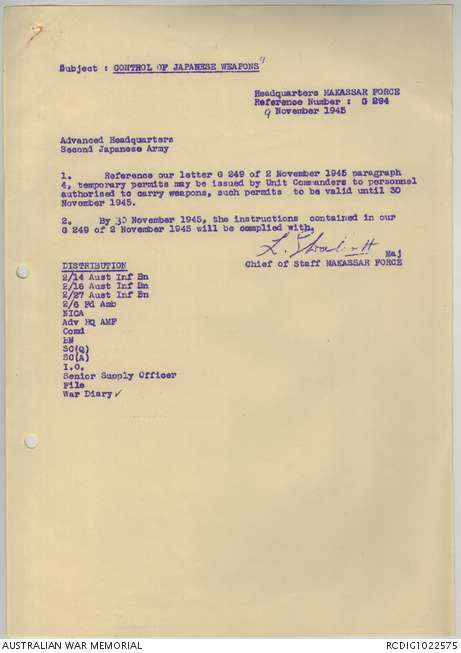 Subject : CONTROL OF JAPANESE WEAPONS
Headquarters MAKASSAR FORCE
Reference Number : G 294
9 November 1945
Advanced Headquarters
Second Japanese Army
1. Reference our letter G 249 of 2 November 1945 paragraph
4, temporary permits may be issued by Unit Commanders to personnel
authorised to carry weapons, such permits to be valid until 30
November 1945.
2. By 30 November 1945, the instructions contained in our
G 249 of 2 November 1945 will be complied with.
Maj
Chief of Staff MAKASSAR FORCE
DISTRIBUTION
2/14 Aust Inf Bn
2/16 Aust Inf Bn
2/27 Aust Inf Bn
2/6 Fd Amb
NICA
Adv HQ AMF
Comd
BM
SC(Q)
SC(A)
I.O.
Senior Supply Officer
File
War Diary ✓
AUSTRALIAN WAR MEMORIAL
RCDIG1022575